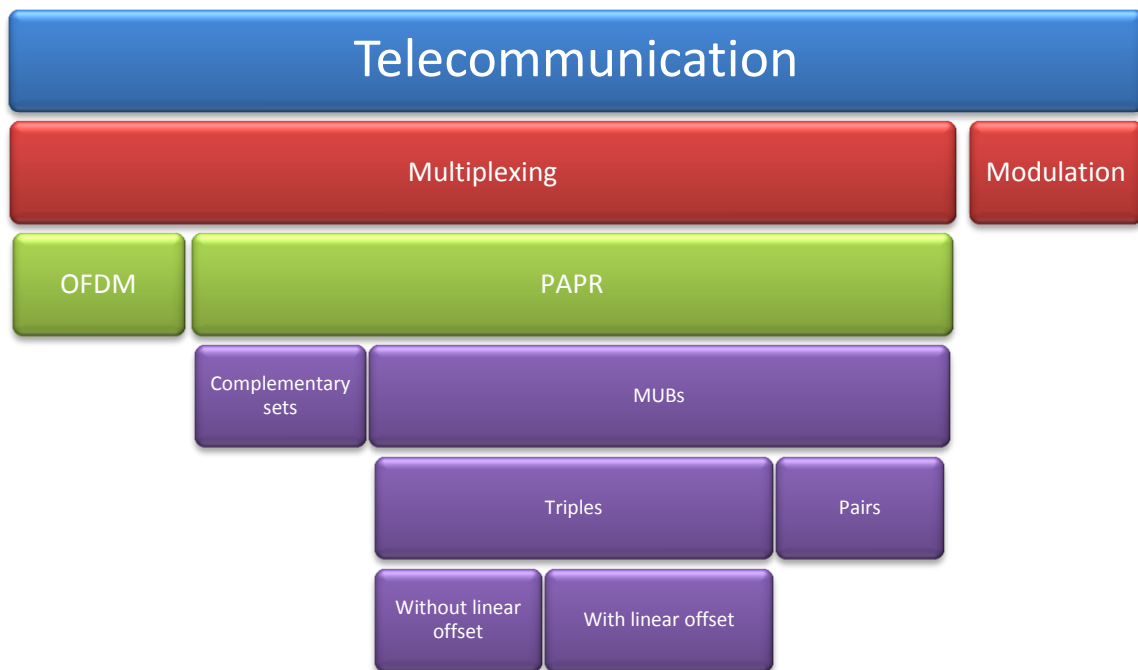 Telecommunication
Multiplexing
Modulation
OFDM
PAPR
Complementary
sets
MUBs
Triples
Pairs
Without linear
offset
With linear offset